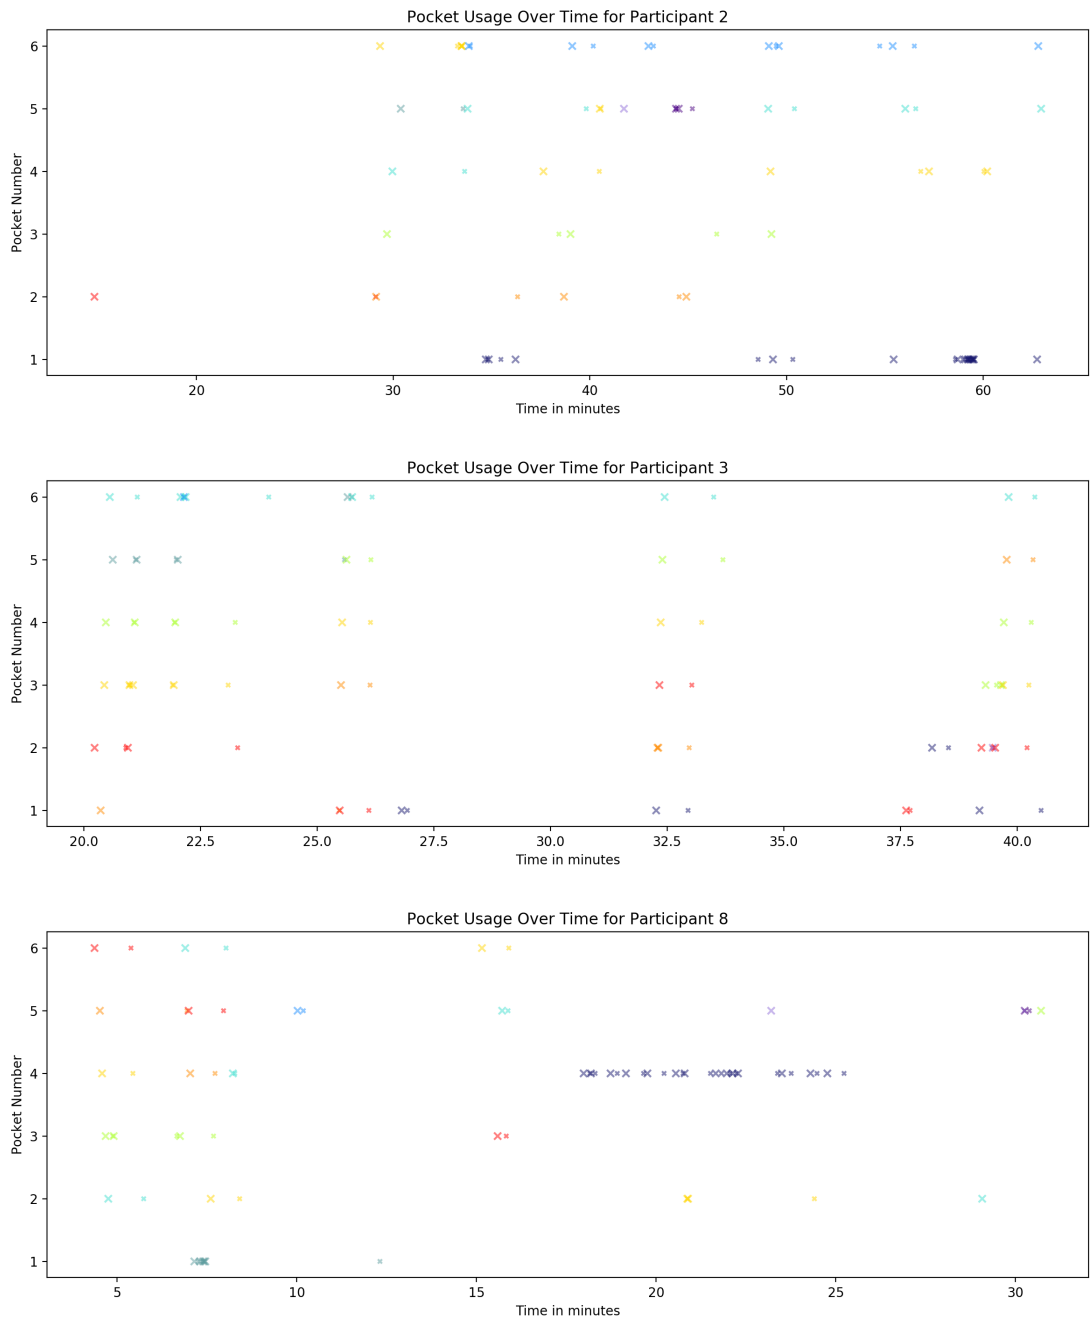 Pocket Usage Over Time for Participant 2
Pocket Number
6
5
4
3
2
1
20 30 40 50 60
Time in minutes
Pocket Usage Over Time for Participant 3
Pocket Number
6
5
4
3
2
1
20.0 22.5 25.0 27.5 30.0 32.5 35.0 37.5 40.0
Time in minutes
Pocket Usage Over Time for Participant 8
Pocket Number
6
5
4
3
2
1
5 10 15 20 25 30
Time in minutes